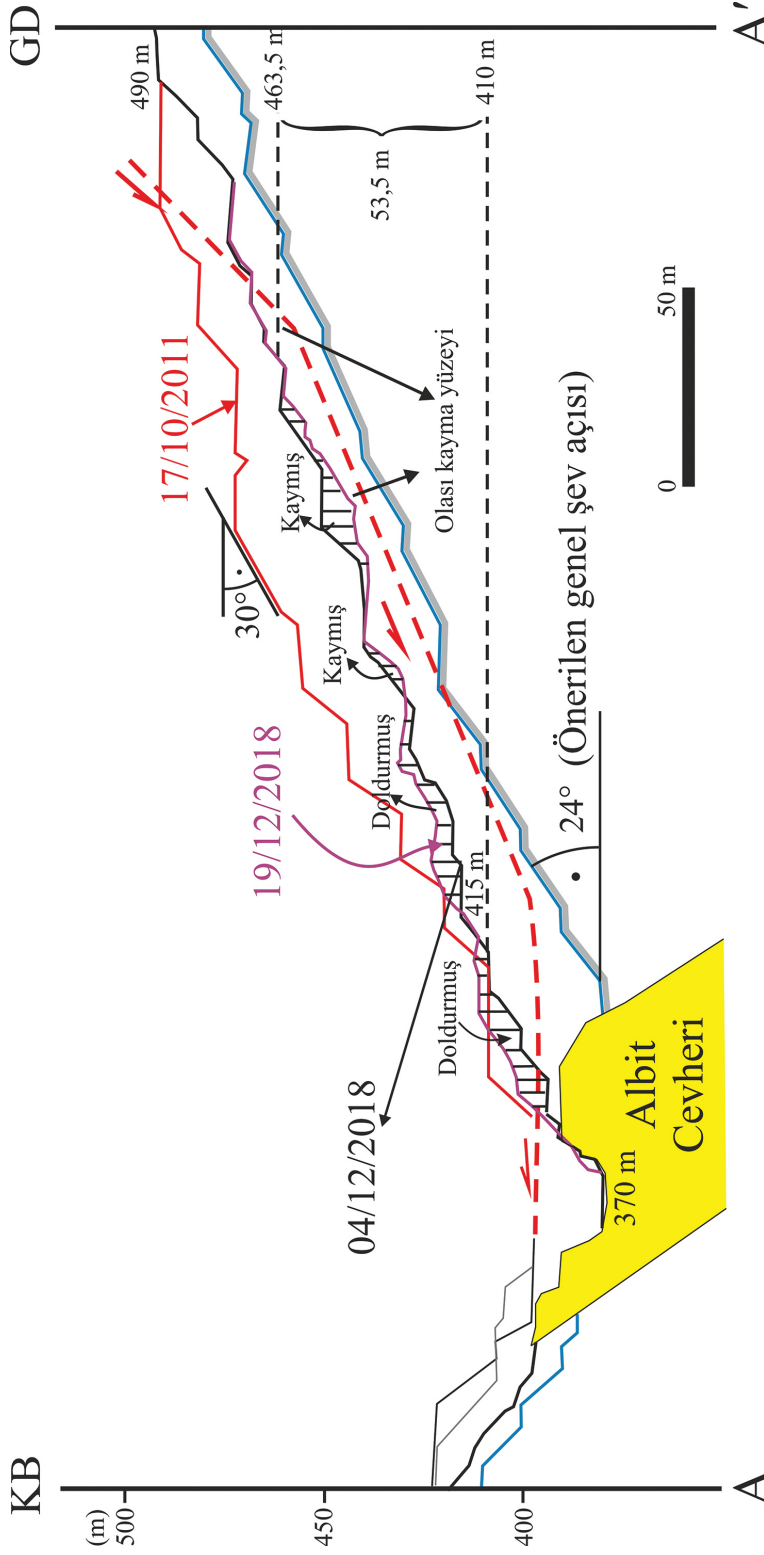 KB
GD
(m)
500
450
400
A
A'
17/10/2011
490 m
463,5 m
53,5 m
410 m
30°
19/12/2018
Kaymış
Kaymış
Doldurmuş
Olası kayma yüzeyi
04/12/2018
415 m
Doldurmuş
0
50 m
24° (Önerilen genel şev açısı)
370 m
Albit
Cevheri